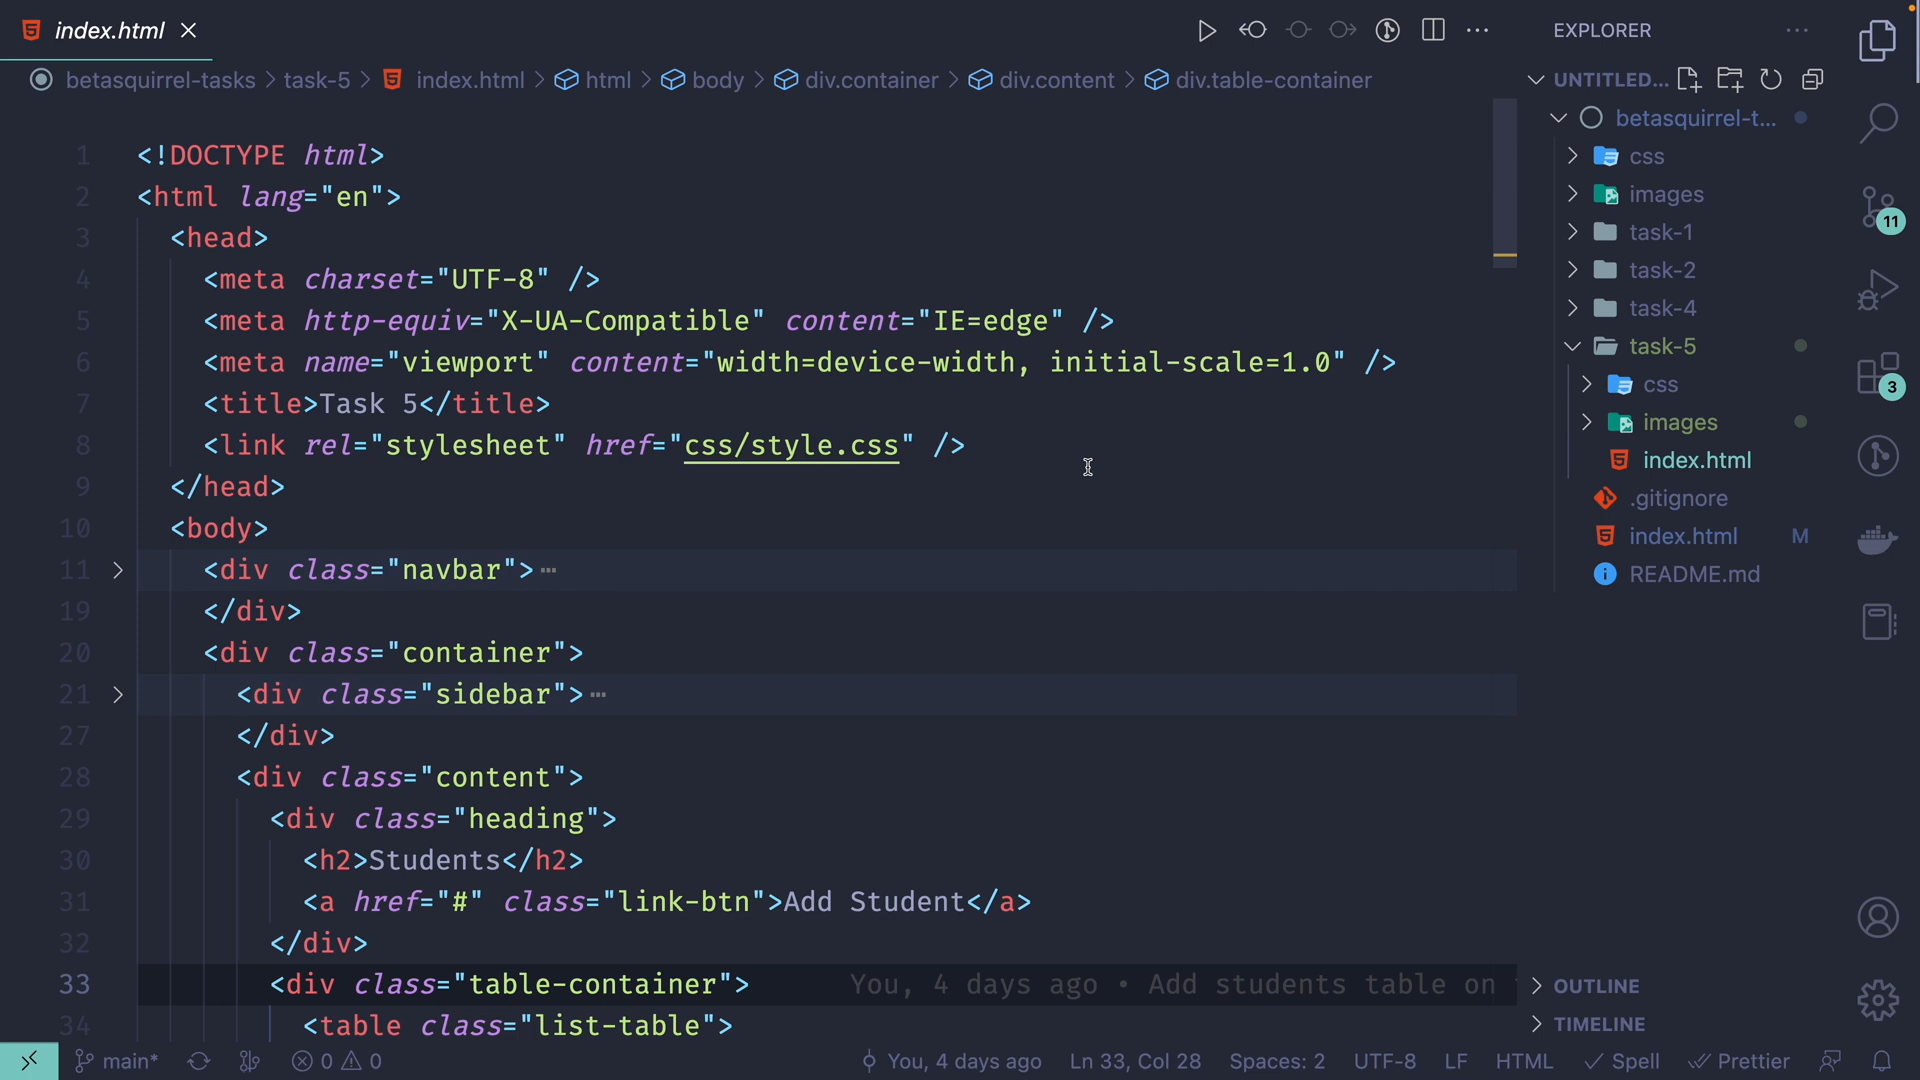 index.html
EXPLORER
betasquirrel-tasks > task-5 > index.html > html > body > div.container > div.content > div.table-container
UNTITLED...
betasquirrel-t...
css
images
task-1
task-2
task-4
task-5
css
images
index.html
.gitignore
index.html M
README.md
11
3
1 <!DOCTYPE html>
2 <html lang="en">
3 <head>
4 <meta charset="UTF-8" />
5 <meta http-equiv="X-UA-Compatible" content="IE=edge" />
6 <meta name="viewport" content="width=device-width, initial-scale=1.0" />
7 <title>Task 5</title>
8 <link rel="stylesheet" href="css/style.css" />
9 </head>
10 <body>
11 <div class="navbar">⋯
19 </div>
20 <div class="container">
21 <div class="sidebar">⋯
27 </div>
28 <div class="content">
29 <div class="heading">
30 <h2>Students</h2>
31 <a href="#" class="link-btn">Add Student</a>
32 </div>
33 <div class="table-container"> You, 4 days ago • Add students table on
34 <table class="list-table">
OUTLINE
TIMELINE
main* 0 0 You, 4 days ago Ln 33, Col 28 Spaces: 2 UTF-8 LF HTML Spell Prettier